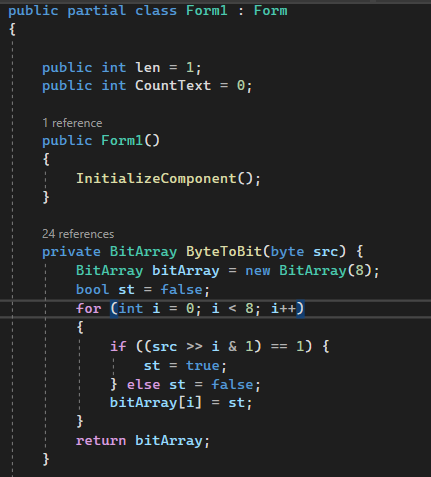 public partial class Form1 : Form
{
public int len = 1;
public int CountText = 0;
1 reference
public Form1()
{
InitializeComponent();
}
24 references
private BitArray ByteToBit(byte src) {
BitArray bitArray = new BitArray(8);
bool st = false;
for (int i = 0; i < 8; i++)
{
if ((src >> i & 1) == 1) {
st = true;
} else st = false;
bitArray[i] = st;
}
return bitArray;
}